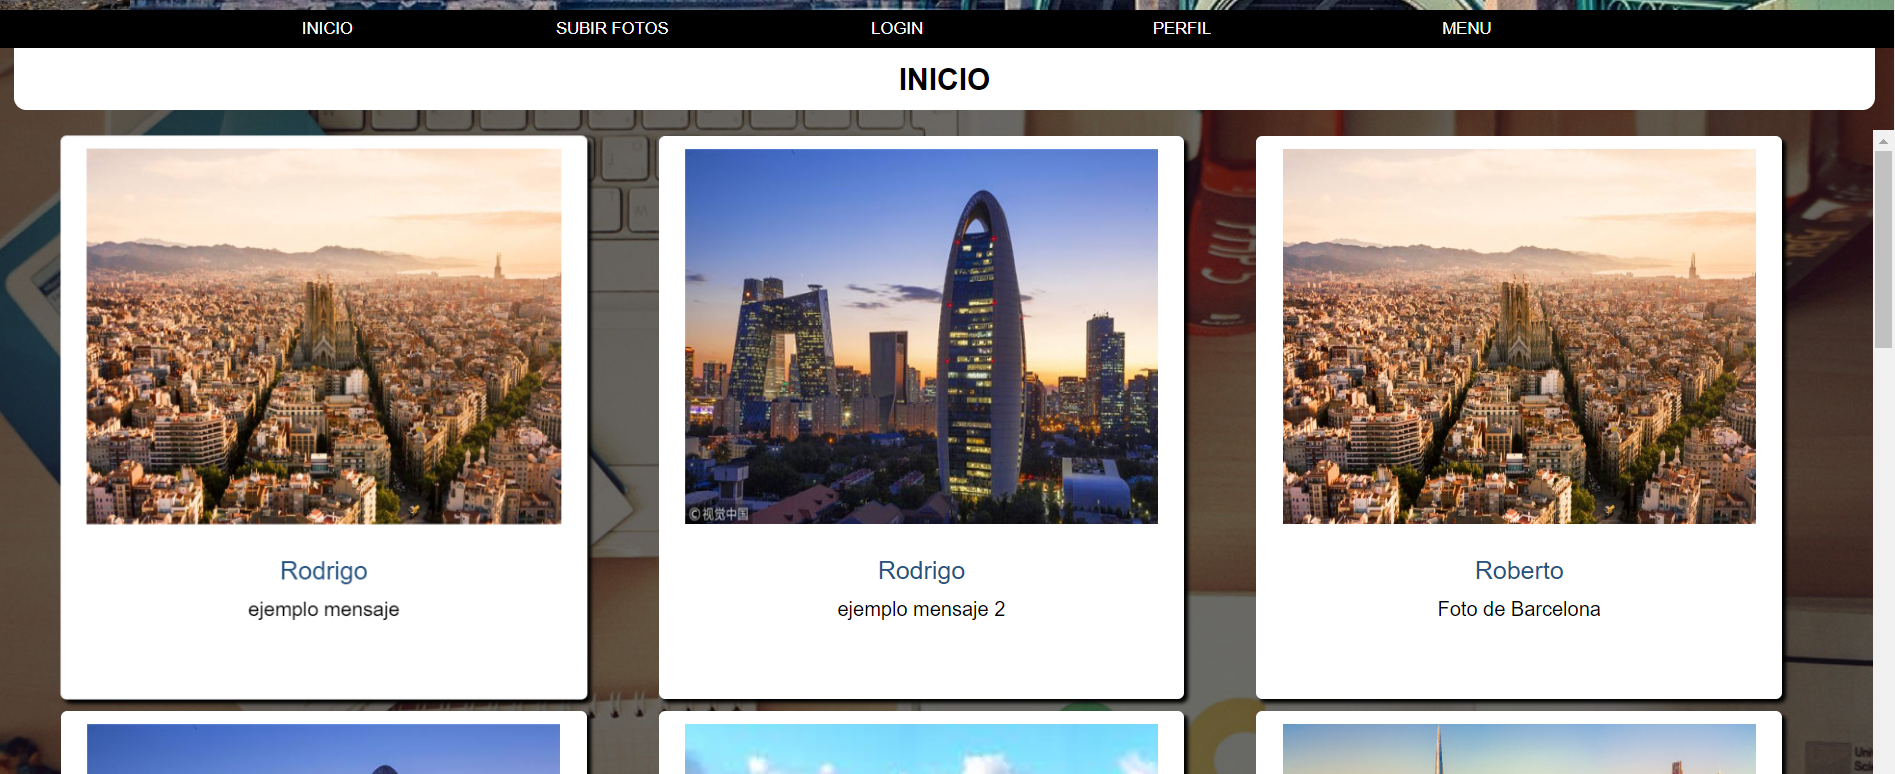 INICIO SUBIR FOTOS LOGIN PERFIL MENU
INICIO
©视觉中国
Rodrigo
ejemplo mensaje
Rodrigo
ejemplo mensaje 2
Roberto
Foto de Barcelona